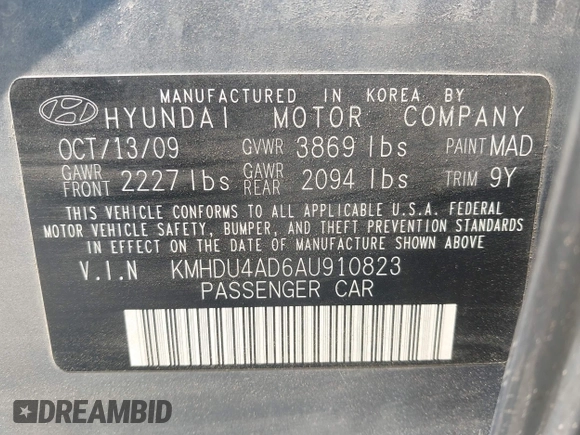 MANUFACTURED IN KOREA BY
HYUNDAI MOTOR COMPANY
OCT/13/09 GVWR 3869 lbs PAINT MAD
GAWR FRONT 2227 lbs GAWR REAR 2094 lbs TRIM 9Y
THIS VEHICLE CONFORMS TO ALL APPLICABLE U.S.A. FEDERAL
MOTOR VEHICLE SAFETY, BUMPER, AND THEFT PREVENTION STANDARDS
IN EFFECT ON THE DATE OF MANUFACTURE SHOWN ABOVE
V.I.N KMHDU4AD6AU910823
PASSENGER CAR
DREAMBID